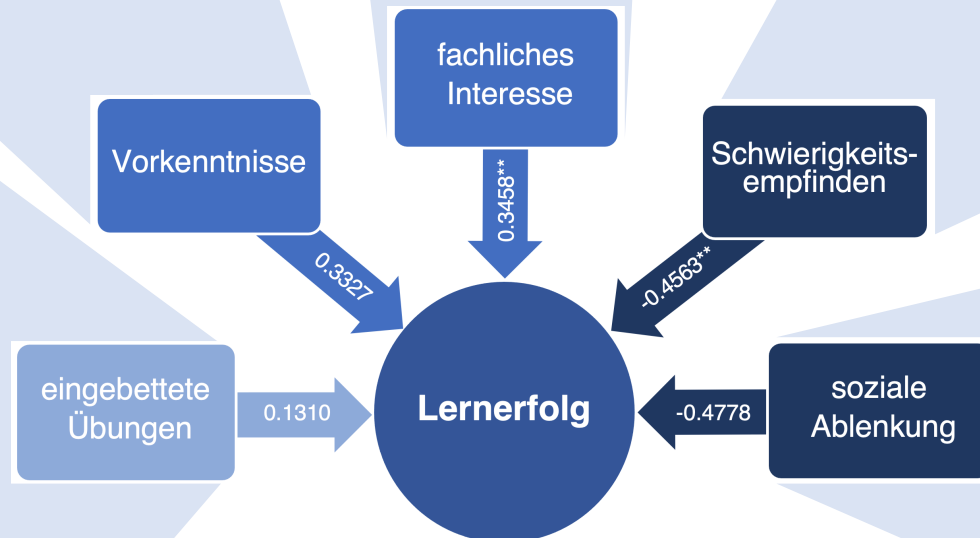 fachliches
Interesse
Vorkenntnisse
Schwierigkeits-
empfinden
0.3458**
0.3327
-0.4563**
eingebettete
Übungen
0.1310
Lernerfolg
-0.4778
soziale
Ablenkung